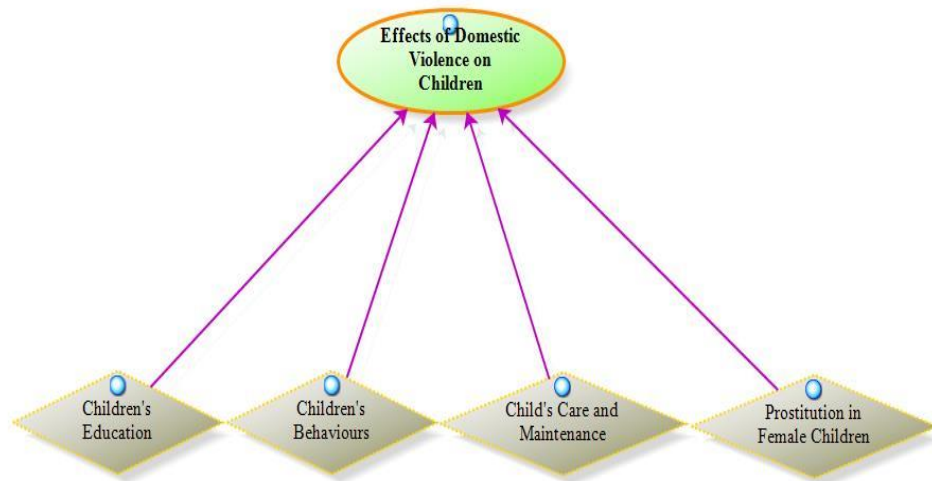 Effects of Domestic
Violence on
Children
Children's
Education
Children's
Behaviours
Child's Care and
Maintenance
Prostitution in
Female Children